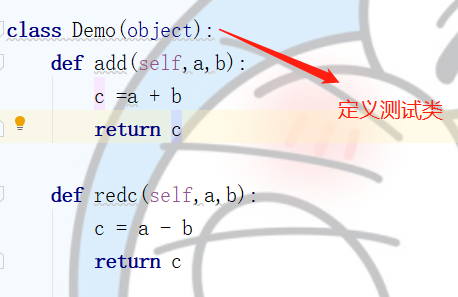 class Demo(object):
def add(self,a,b):
c =a + b
return c
定义测试类
def redc(self,a,b):
c = a - b
return c